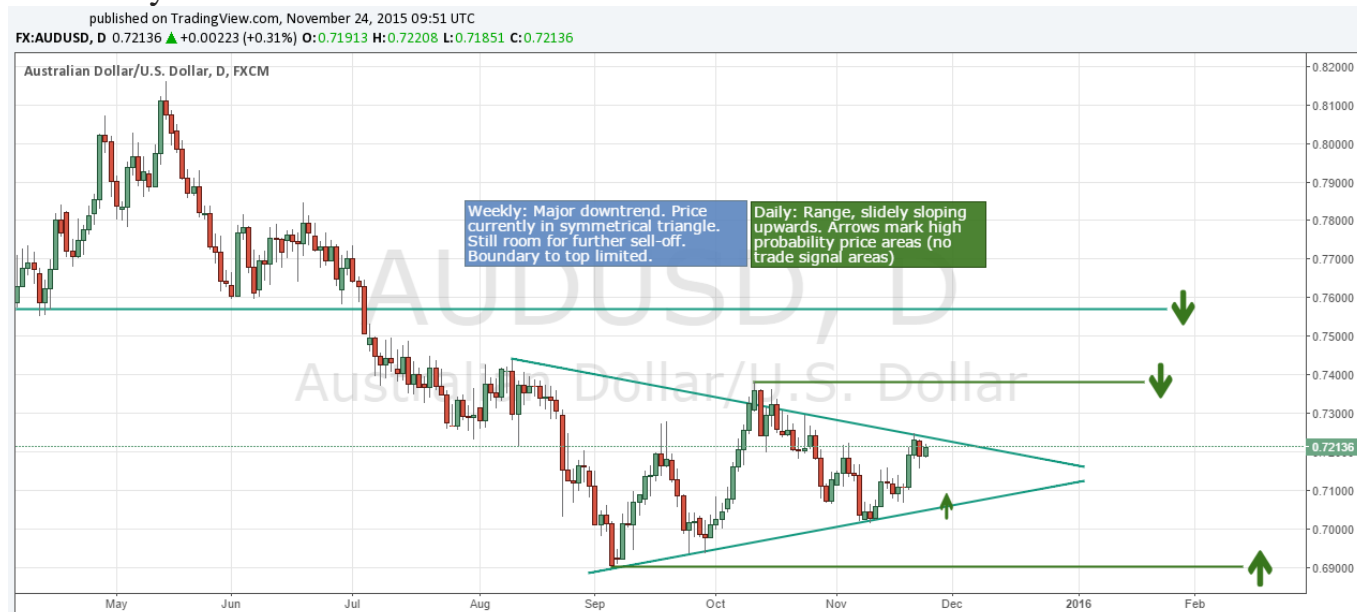 published on TradingView.com, November 24, 2015 09:51 UTC
FX:AUDUSD, D 0.72136 ▲ +0.00223 (+0.31%) O:0.71913 H:0.72208 L:0.71851 C:0.72136
Australian Dollar/U.S. Dollar, D, FXCM
Weekly: Major downtrend. Price
currently in symmetrical triangle.
Still room for further sell-off.
Boundary to top limited.
Daily: Range, slidely sloping
upwards. Arrows mark high
probability price areas (no
trade signal areas)
AUDUSD, D
Australian Dollar/U.S. Dollar
0.82000
0.81000
0.80000
0.79000
0.78000
0.77000
0.76000
0.75000
0.74000
0.73000
0.72136
0.71000
0.70000
0.69000
May Jun Jul Aug Sep Oct Nov Dec 2016 Feb